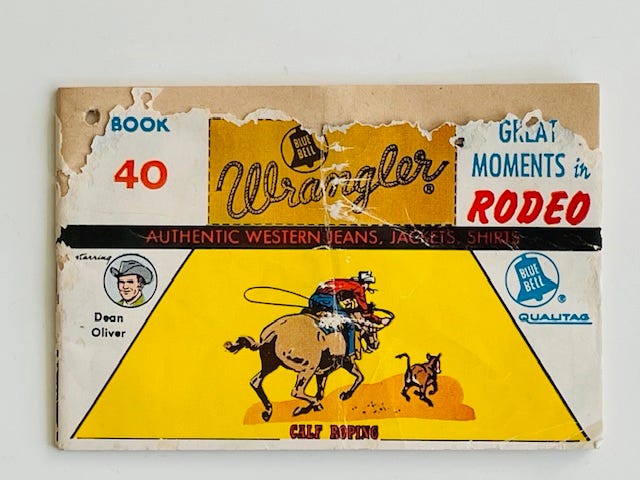 BOOK
40
BLUE
BELL
Wrangler®
GREAT
MOMENTS in
RODEO
AUTHENTIC WESTERN JEANS, JACKETS, SHIRTS
starring
Dean
Oliver
BLUE
BELL
®
QUALITAG
CALF ROPING